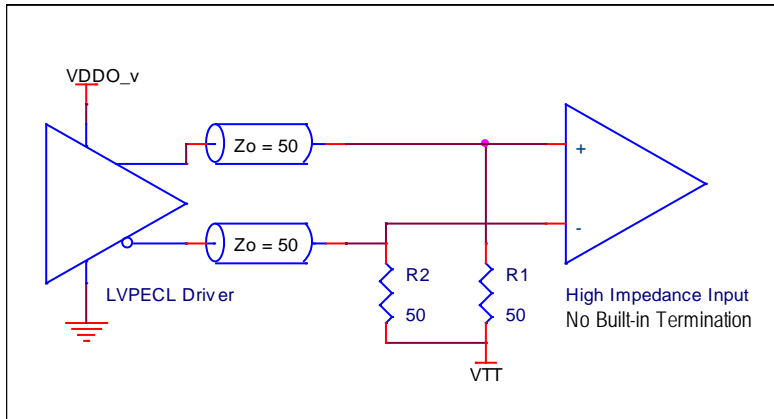 VDDO_v
Zo = 50
+
Zo = 50
-
LVPECL Driver
R2
50
R1
50
High Impedance Input
No Built-in Termination
VTT